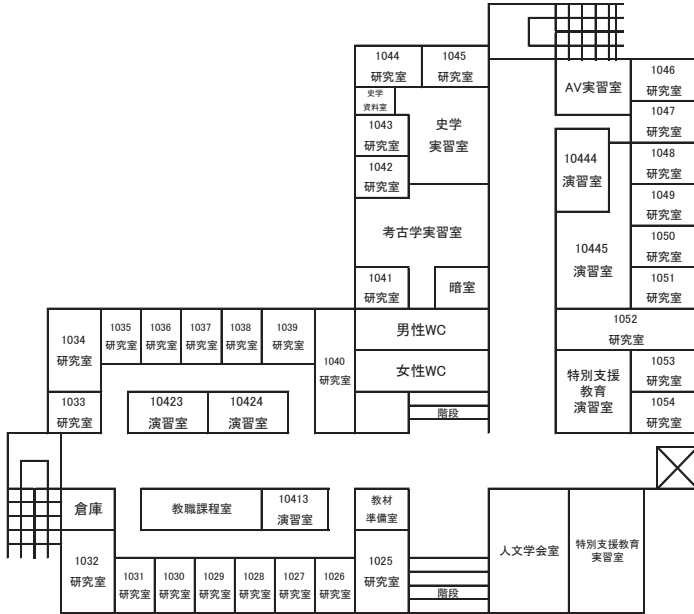 1044
研究室
1045
研究室
史学
資料室
1043
研究室
史学
実習室
1042
研究室
考古学実習室
1041
研究室
暗室
AV実習室
1046
研究室
1047
研究室
10444
演習室
1048
研究室
1049
研究室
10445
演習室
1050
研究室
1051
研究室
1052
研究室
特別支援
教育
演習室
1053
研究室
1054
研究室
1034
研究室
1035
研究室
1036
研究室
1037
研究室
1038
研究室
1039
研究室
1040
研究室
男性WC
女性WC
階段
1033
研究室
10423
演習室
10424
演習室
倉庫
教職課程室
10413
演習室
教材
準備室
1032
研究室
1031
研究室
1030
研究室
1029
研究室
1028
研究室
1027
研究室
1026
研究室
1025
研究室
階段
人文学会室
特別支援教育
実習室